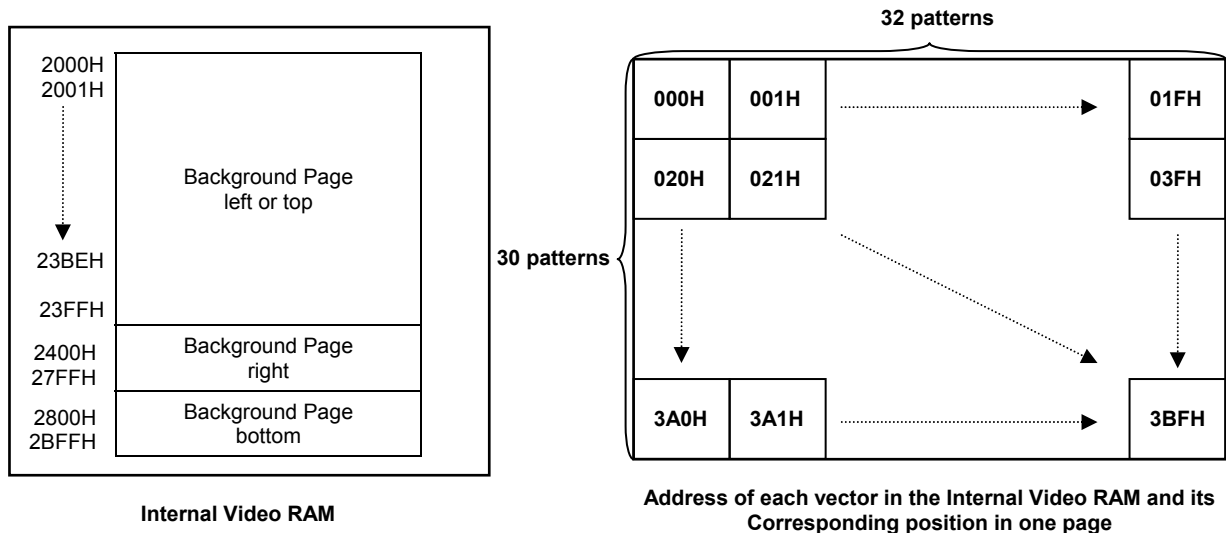 2000H
2001H
Background Page
left or top
23BEH
23FFH
2400H
27FFH
Background Page
right
2800H
2BFFH
Background Page
bottom
Internal Video RAM
32 patterns
30 patterns
000H 001H 01FH
020H 021H 03FH
3A0H 3A1H 3BFH
Address of each vector in the Internal Video RAM and its
Corresponding position in one page